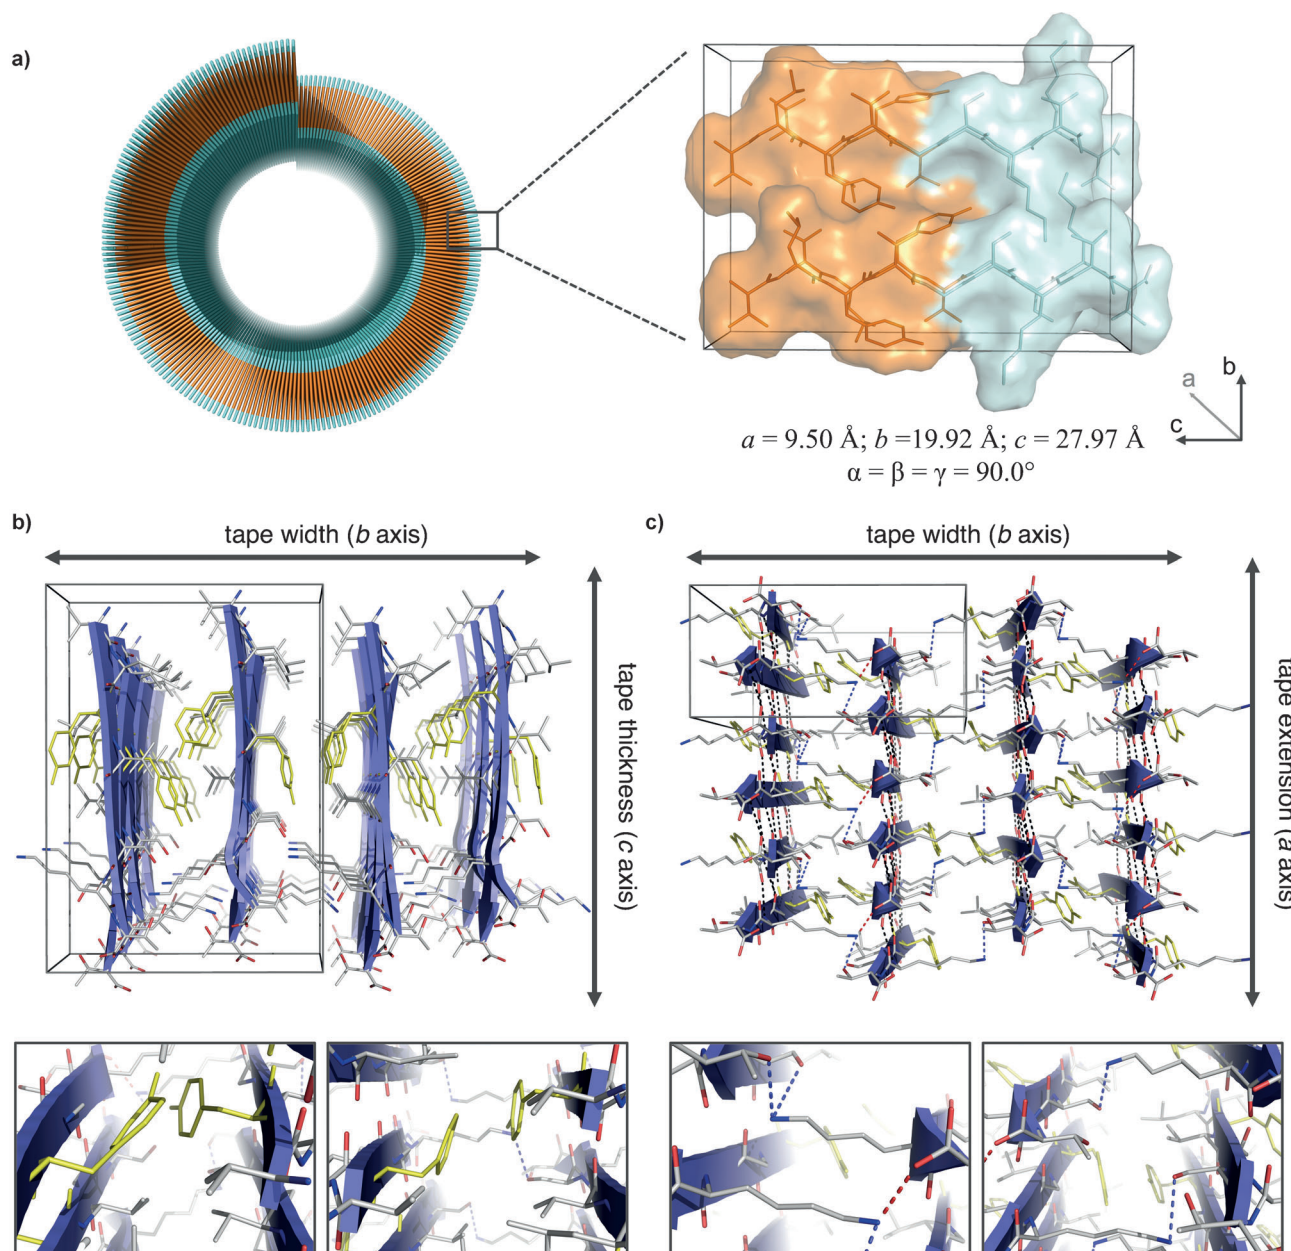 a)
b
a
c
a = 9.50 Å; b =19.92 Å; c = 27.97 Å
α = β = γ = 90.0°
b)
tape width (b axis)
tape thickness (c axis)
c)
tape width (b axis)
tape extension (a axis)